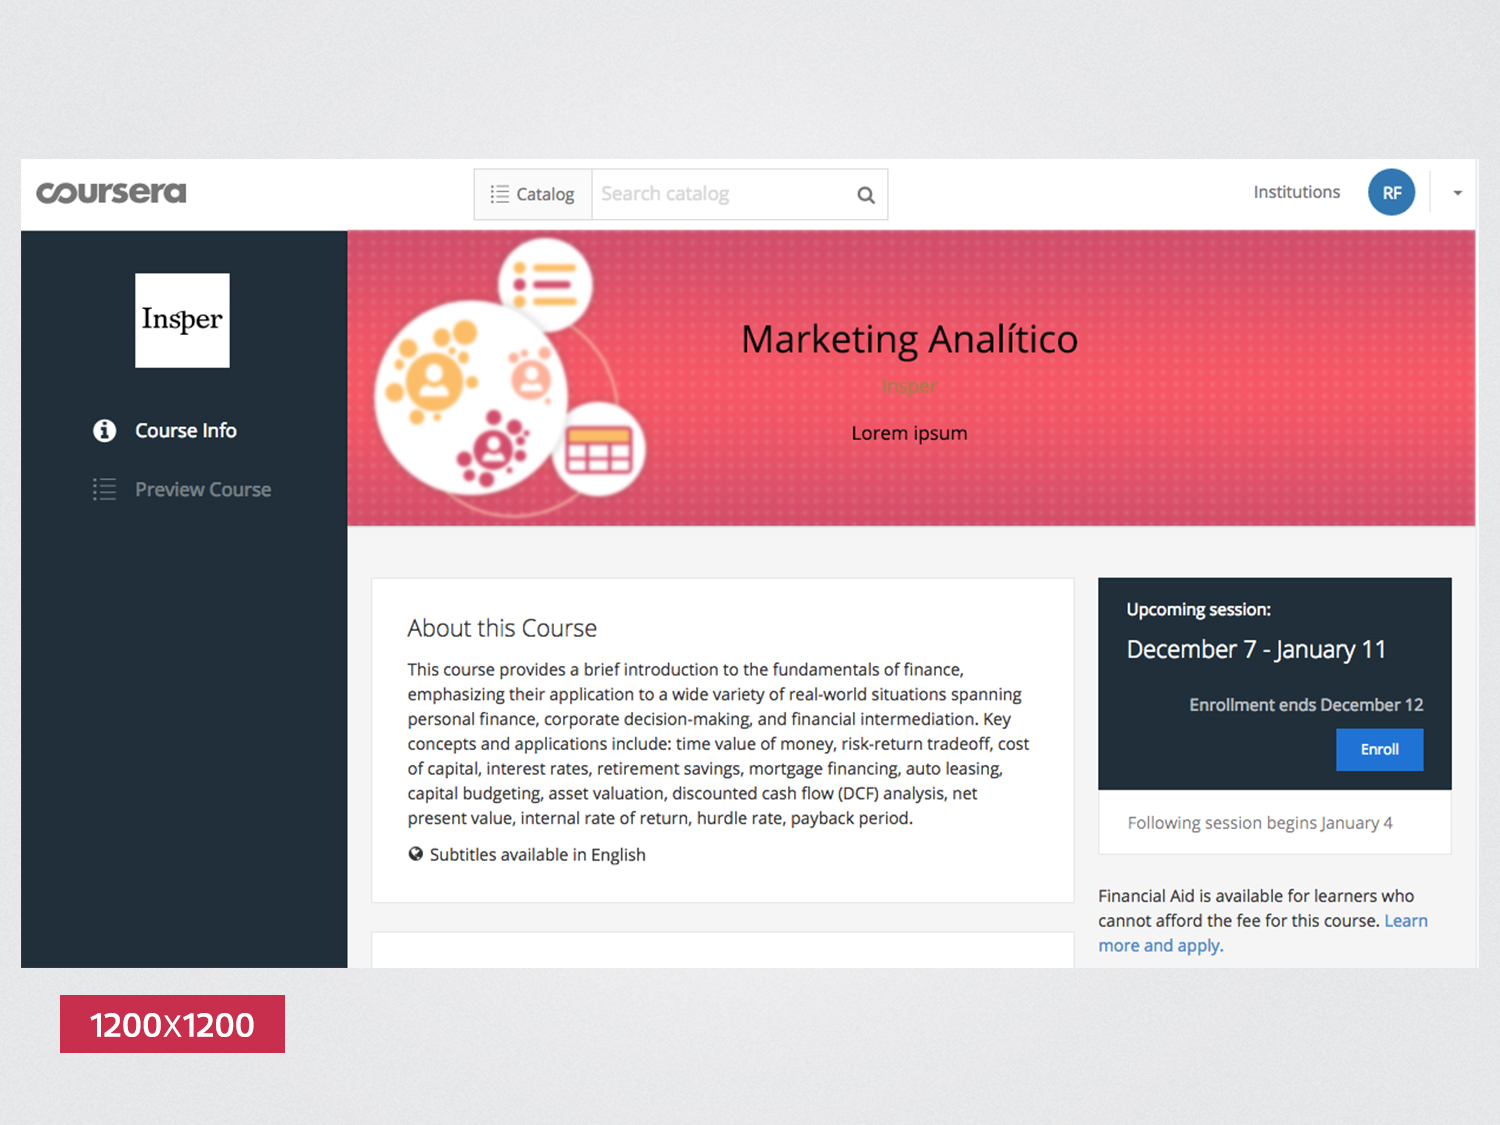 coursera
Catalog
Search catalog
Institutions
RF
Insper
Course Info
Preview Course
Marketing Analítico
Insper
Lorem ipsum
About this Course
This course provides a brief introduction to the fundamentals of finance,
emphasizing their application to a wide variety of real-world situations spanning
personal finance, corporate decision-making, and financial intermediation. Key
concepts and applications include: time value of money, risk-return tradeoff, cost
of capital, interest rates, retirement savings, mortgage financing, auto leasing,
capital budgeting, asset valuation, discounted cash flow (DCF) analysis, net
present value, internal rate of return, hurdle rate, payback period.
Subtitles available in English
Upcoming session:
December 7 - January 11
Enrollment ends December 12
Enroll
Following session begins January 4
Financial Aid is available for learners who
cannot afford the fee for this course. Learn
more and apply.
1200X1200